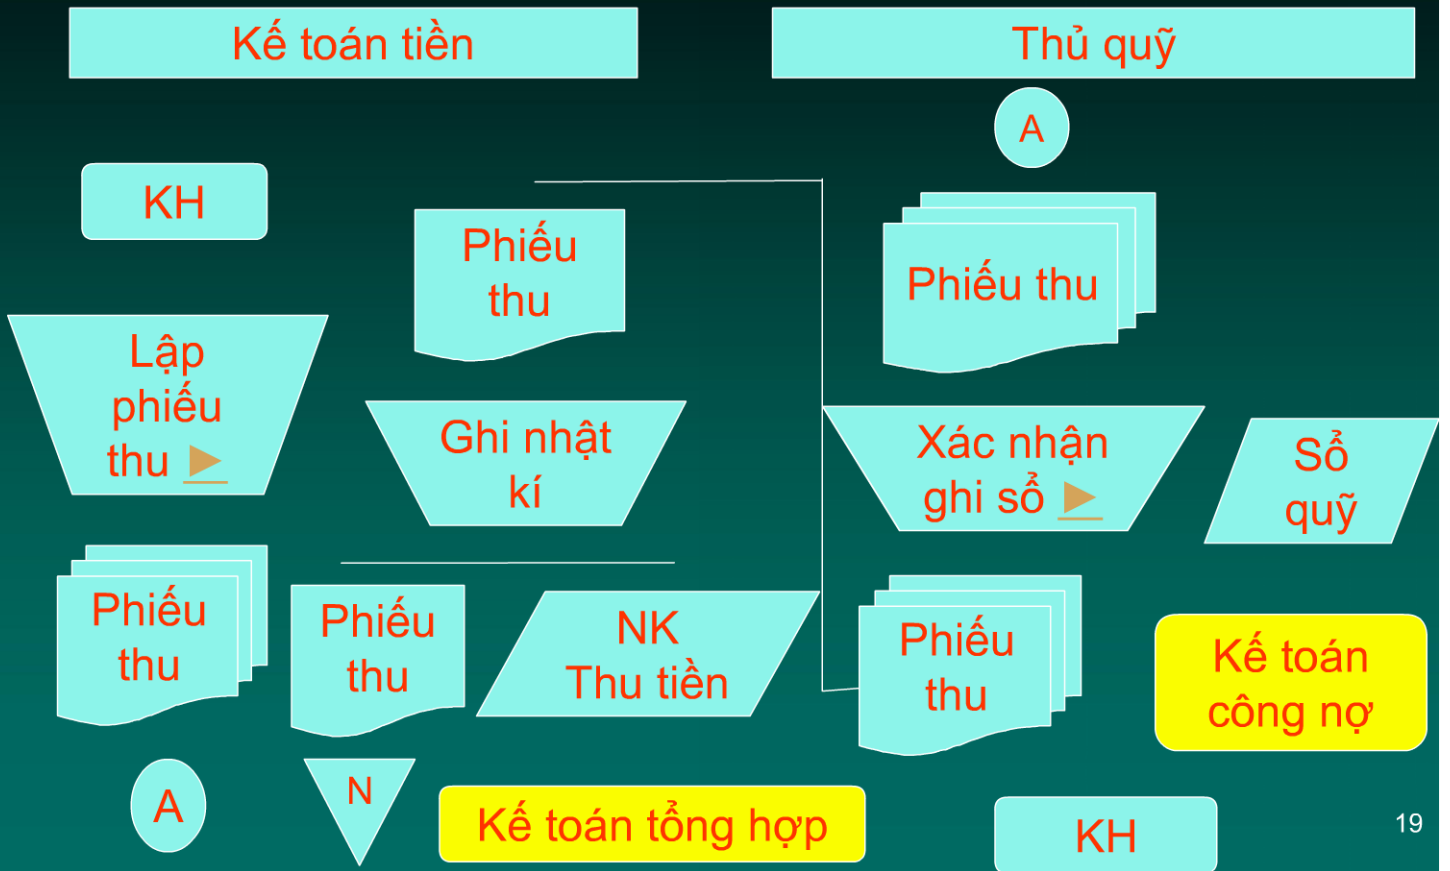 Kế toán tiền
Thủ quỹ
A
KH
Phiếu
thu
Phiếu thu
Lập
phiếu
thu
Ghi nhật
kí
Xác nhận
ghi sổ
Sổ
quỹ
Phiếu
thu
Phiếu
thu
NK
Thu tiền
Phiếu
thu
Kế toán
công nợ
A
N
Kế toán tổng hợp
KH
19